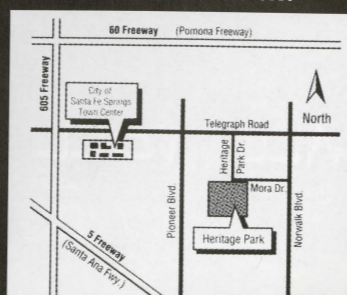 60 Freeway (Pomona Freeway)
605 Freeway
City of
Santa Fe Springs
Town Center
North
Telegraph Road
Heritage
Park Dr.
Mora Dr.
Pioneer Blvd.
Norwalk Blvd.
Heritage Park
5 Freeway
(Santa Ana Fwy.)